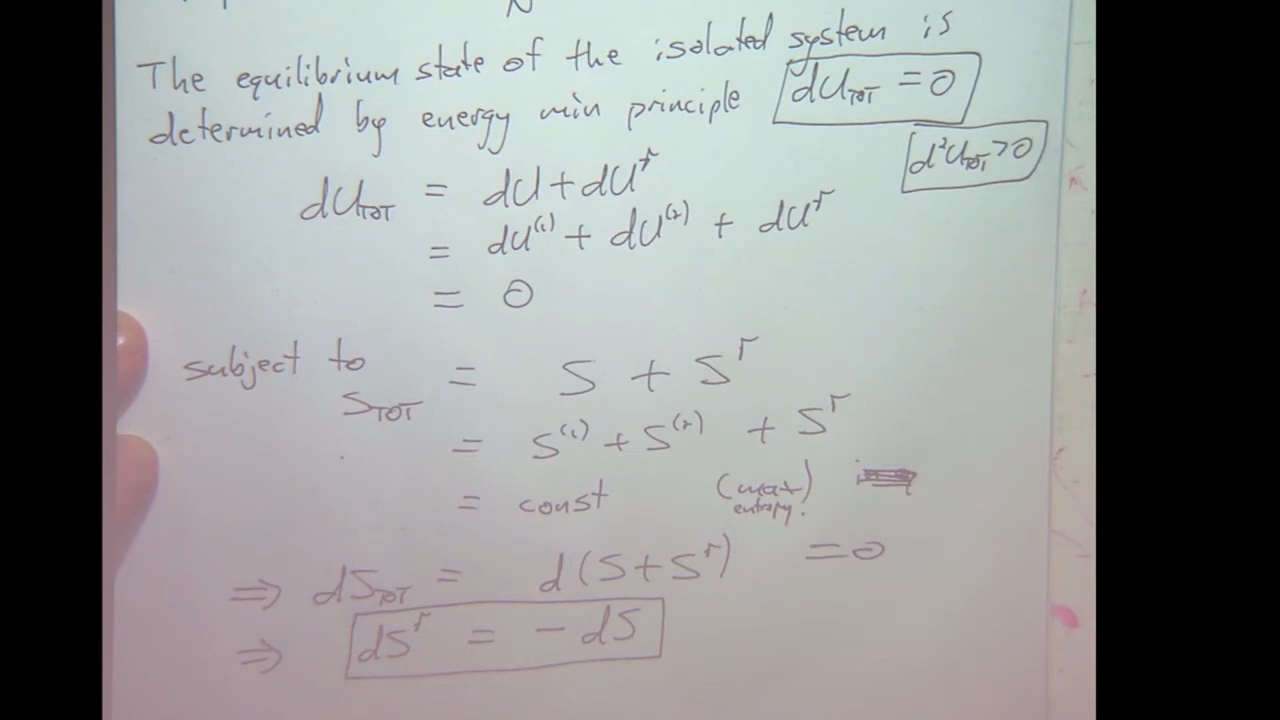 N
The equilibrium state of the isolated system is
determined by energy min principle dU_TOT = 0
d²U_TOT > 0
dU_TOT = dU + dU^r
= dU^(1) + dU^(2) + dU^r
= 0
subject to
S_TOT = S + S^r
= S^(1) + S^(2) + S^r
= const (max entropy.)
⇒ dS_TOT = d(S + S^r) = 0
⇒ dS^r = - dS